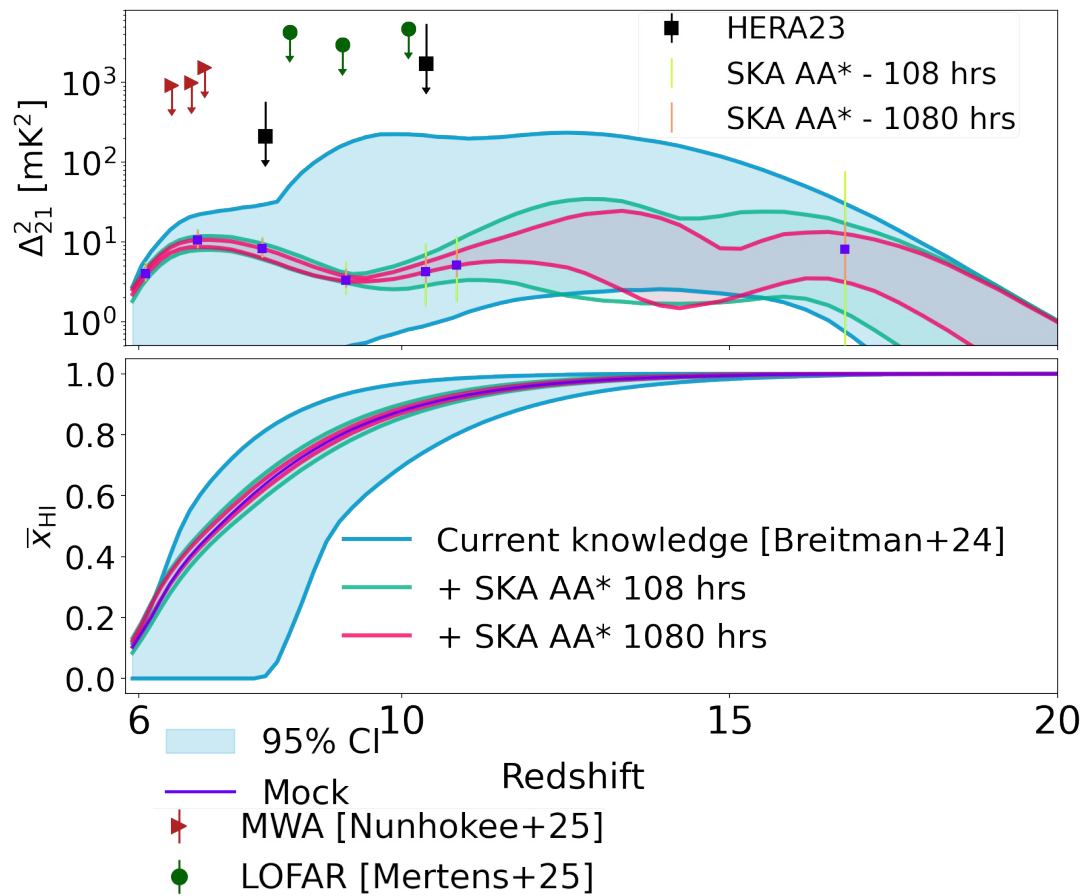 HERA23
SKA AA* - 108 hrs
SKA AA* - 1080 hrs
Δ²₂₁ [mK²]
10³
10²
10¹
10⁰
1.0
0.8
0.6
0.4
0.2
0.0
x̅HI
Current knowledge [Breitman+24]
+ SKA AA* 108 hrs
+ SKA AA* 1080 hrs
6 10 15 20
Redshift
95% CI
Mock
MWA [Nunhokee+25]
LOFAR [Mertens+25]